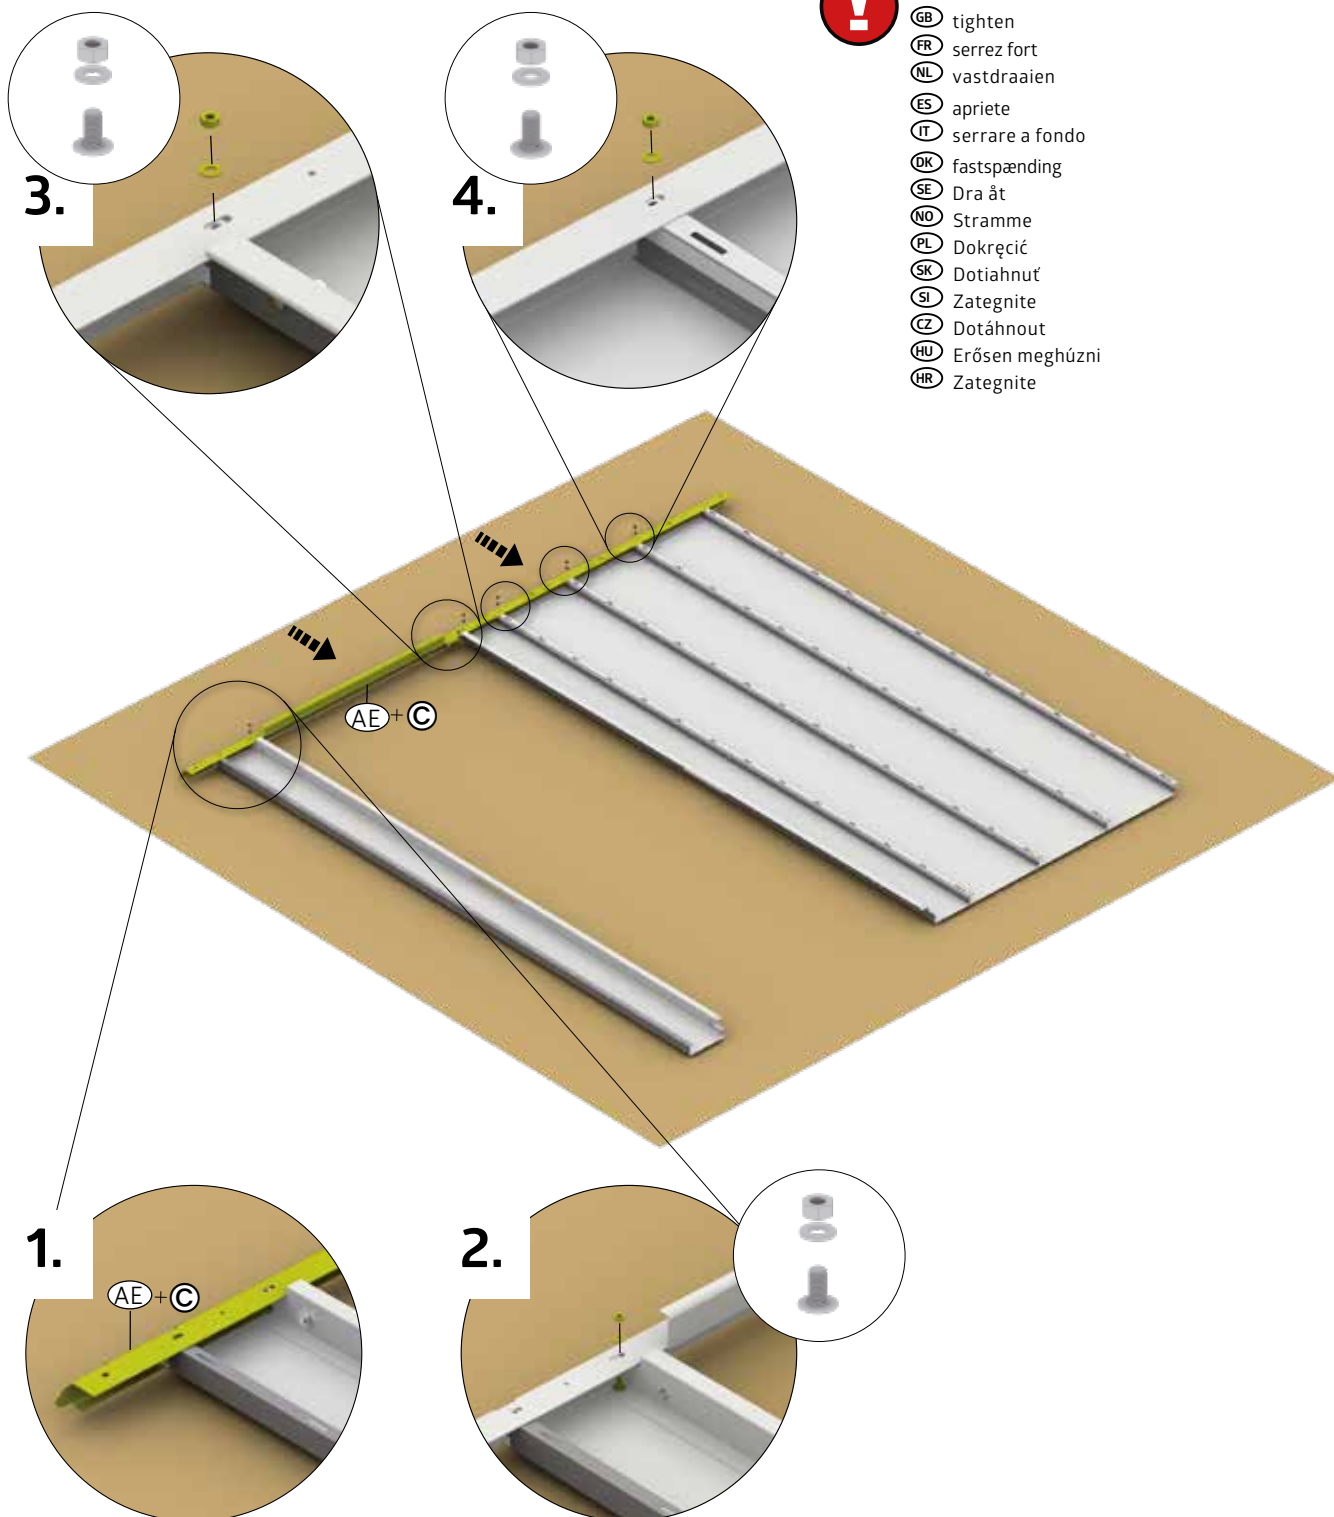 !
GB tighten
FR serrez fort
NL vastdraaien
ES apriete
IT serrare a fondo
DK fastspænding
SE Dra åt
NO Stramme
PL Dokręcić
SK Dotiahnuť
SI Zategnite
CZ Dotáhnout
HU Erősen meghúzni
HR Zategnite
3.
4.
AE + C
1.
AE + C
2.